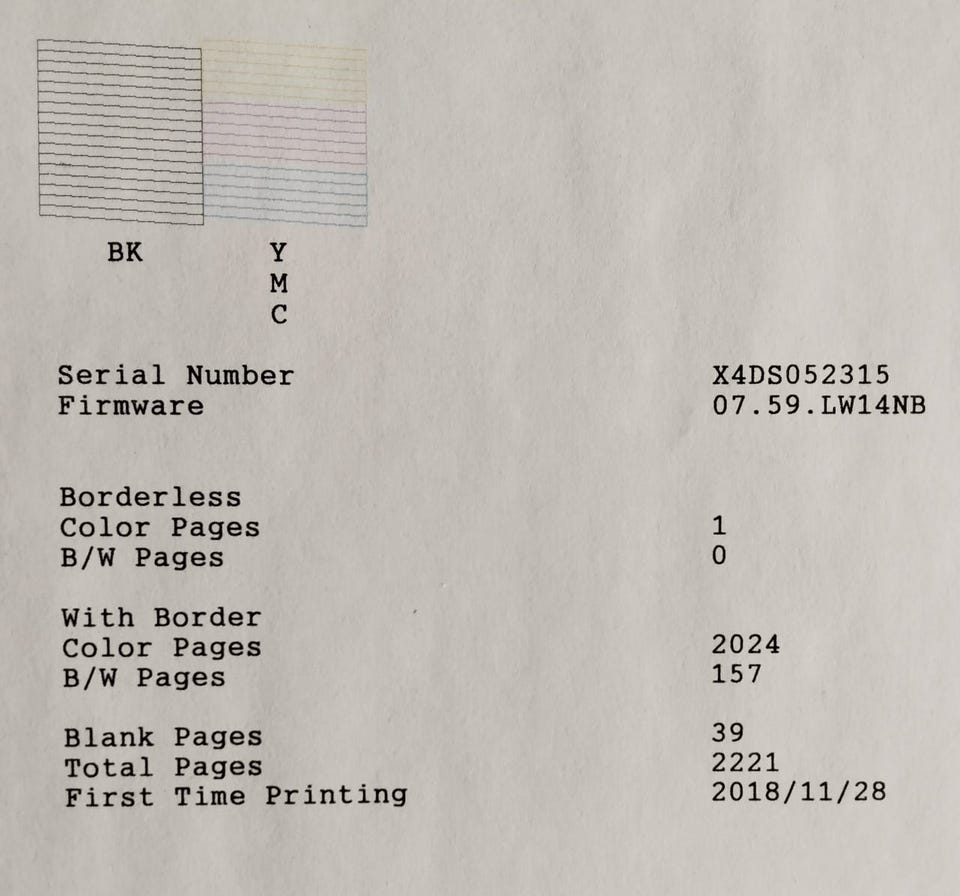 BK Y
M
C
Serial Number X4DS052315
Firmware 07.59.LW14NB
Borderless
Color Pages 1
B/W Pages 0
With Border
Color Pages 2024
B/W Pages 157
Blank Pages 39
Total Pages 2221
First Time Printing 2018/11/28